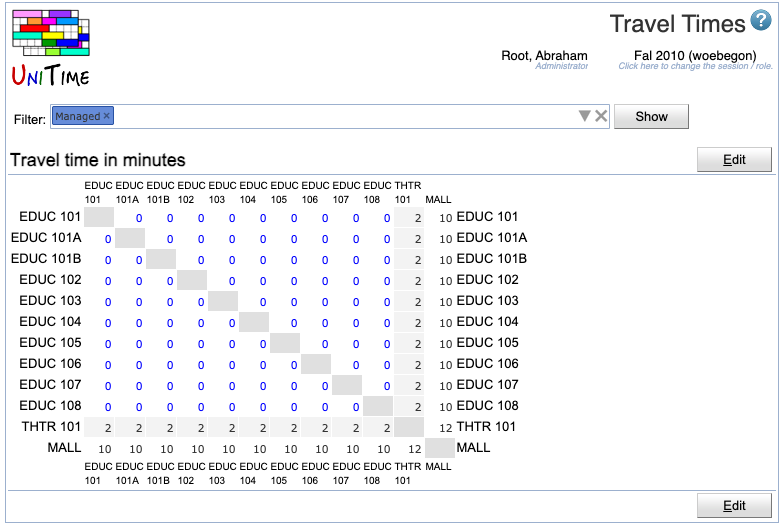 Travel Times ?
UniTime
Root, Abraham
Administrator
Fal 2010 (woebegon)
Click here to change the session / role.
Filter: Managed × Show
Travel time in minutes Edit
EDUC EDUC EDUC EDUC EDUC EDUC EDUC EDUC EDUC EDUC THTR
101 101A 101B 102 103 104 105 106 107 108 101 MALL
EDUC 101 0 0 0 0 0 0 0 0 0 2 10 EDUC 101
EDUC 101A 0 0 0 0 0 0 0 0 0 2 10 EDUC 101A
EDUC 101B 0 0 0 0 0 0 0 0 0 2 10 EDUC 101B
EDUC 102 0 0 0 0 0 0 0 0 0 2 10 EDUC 102
EDUC 103 0 0 0 0 0 0 0 0 0 2 10 EDUC 103
EDUC 104 0 0 0 0 0 0 0 0 0 2 10 EDUC 104
EDUC 105 0 0 0 0 0 0 0 0 0 2 10 EDUC 105
EDUC 106 0 0 0 0 0 0 0 0 0 2 10 EDUC 106
EDUC 107 0 0 0 0 0 0 0 0 0 2 10 EDUC 107
EDUC 108 0 0 0 0 0 0 0 0 0 2 10 EDUC 108
THTR 101 2 2 2 2 2 2 2 2 2 2 12 THTR 101
MALL 10 10 10 10 10 10 10 10 10 10 12 MALL
EDUC EDUC EDUC EDUC EDUC EDUC EDUC EDUC EDUC EDUC THTR MALL
101 101A 101B 102 103 104 105 106 107 108 101
Edit